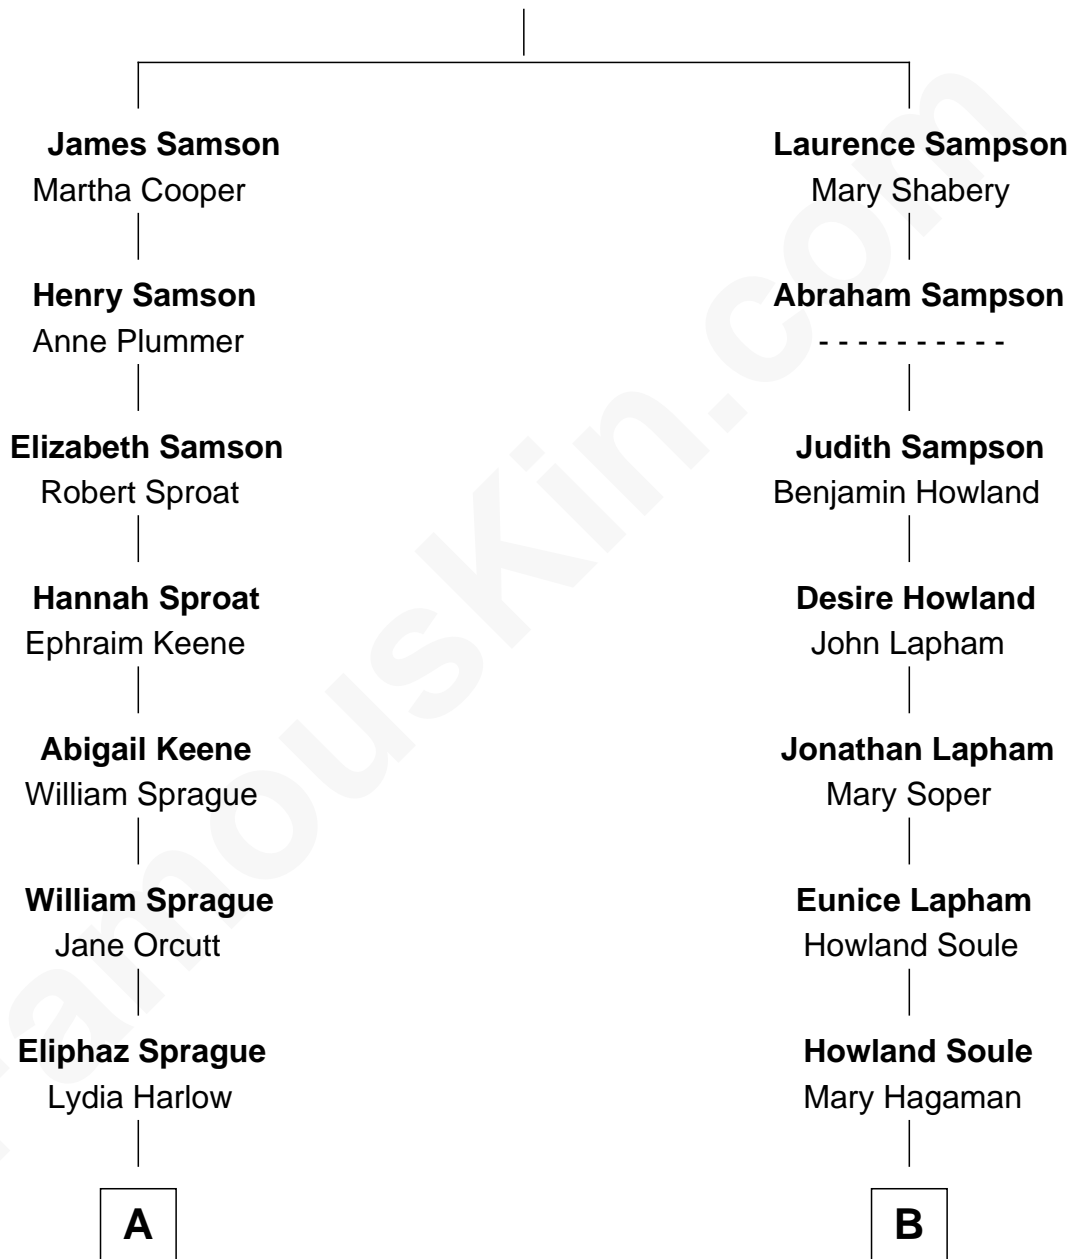 James Samson
Martha Cooper
Laurence Sampson
Mary Shabery
Henry Samson
Anne Plummer
Abraham Sampson
- - - - - - - - - -
Elizabeth Samson
Robert Sproat
Judith Sampson
Benjamin Howland
Hannah Sproat
Ephraim Keene
Desire Howland
John Lapham
Abigail Keene
William Sprague
Jonathan Lapham
Mary Soper
William Sprague
Jane Orcutt
Eunice Lapham
Howland Soule
Eliphaz Sprague
Lydia Harlow
Howland Soule
Mary Hagaman
A
B
FamousKin.com